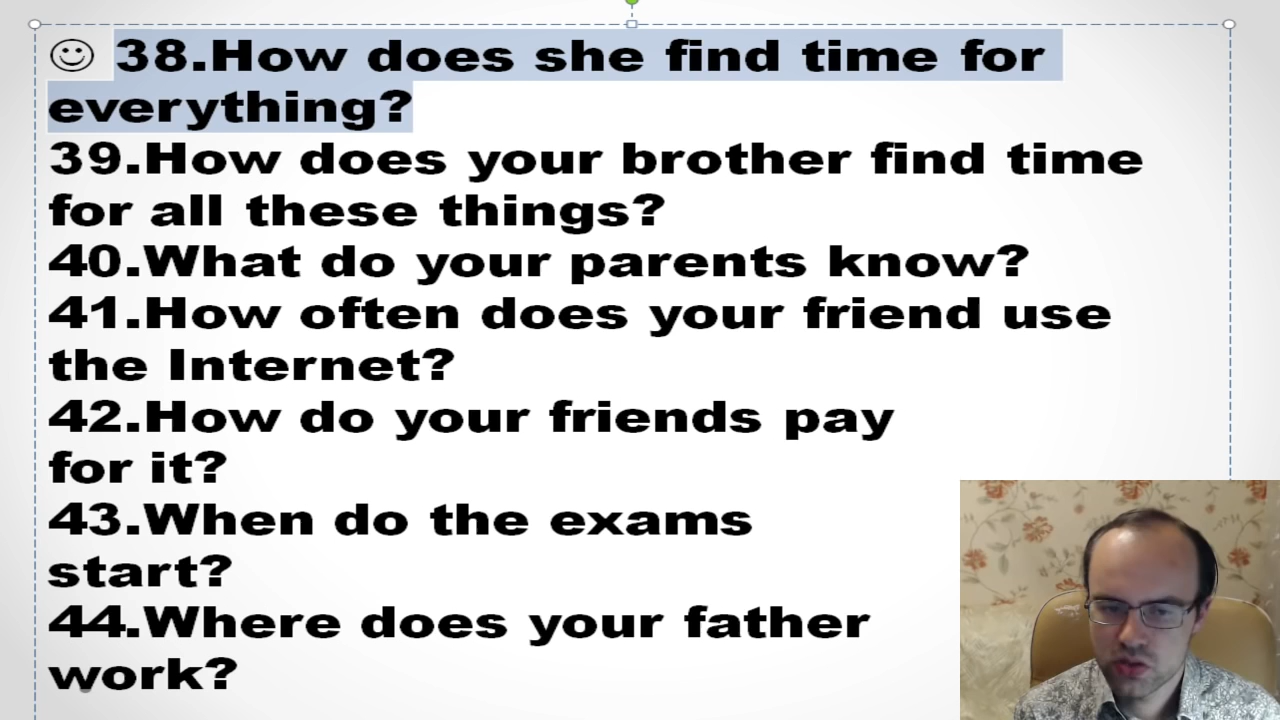 ☺ 38.How does she find time for
everything?
39.How does your brother find time
for all these things?
40.What do your parents know?
41.How often does your friend use
the Internet?
42.How do your friends pay
for it?
43.When do the exams
start?
44.Where does your father
work?